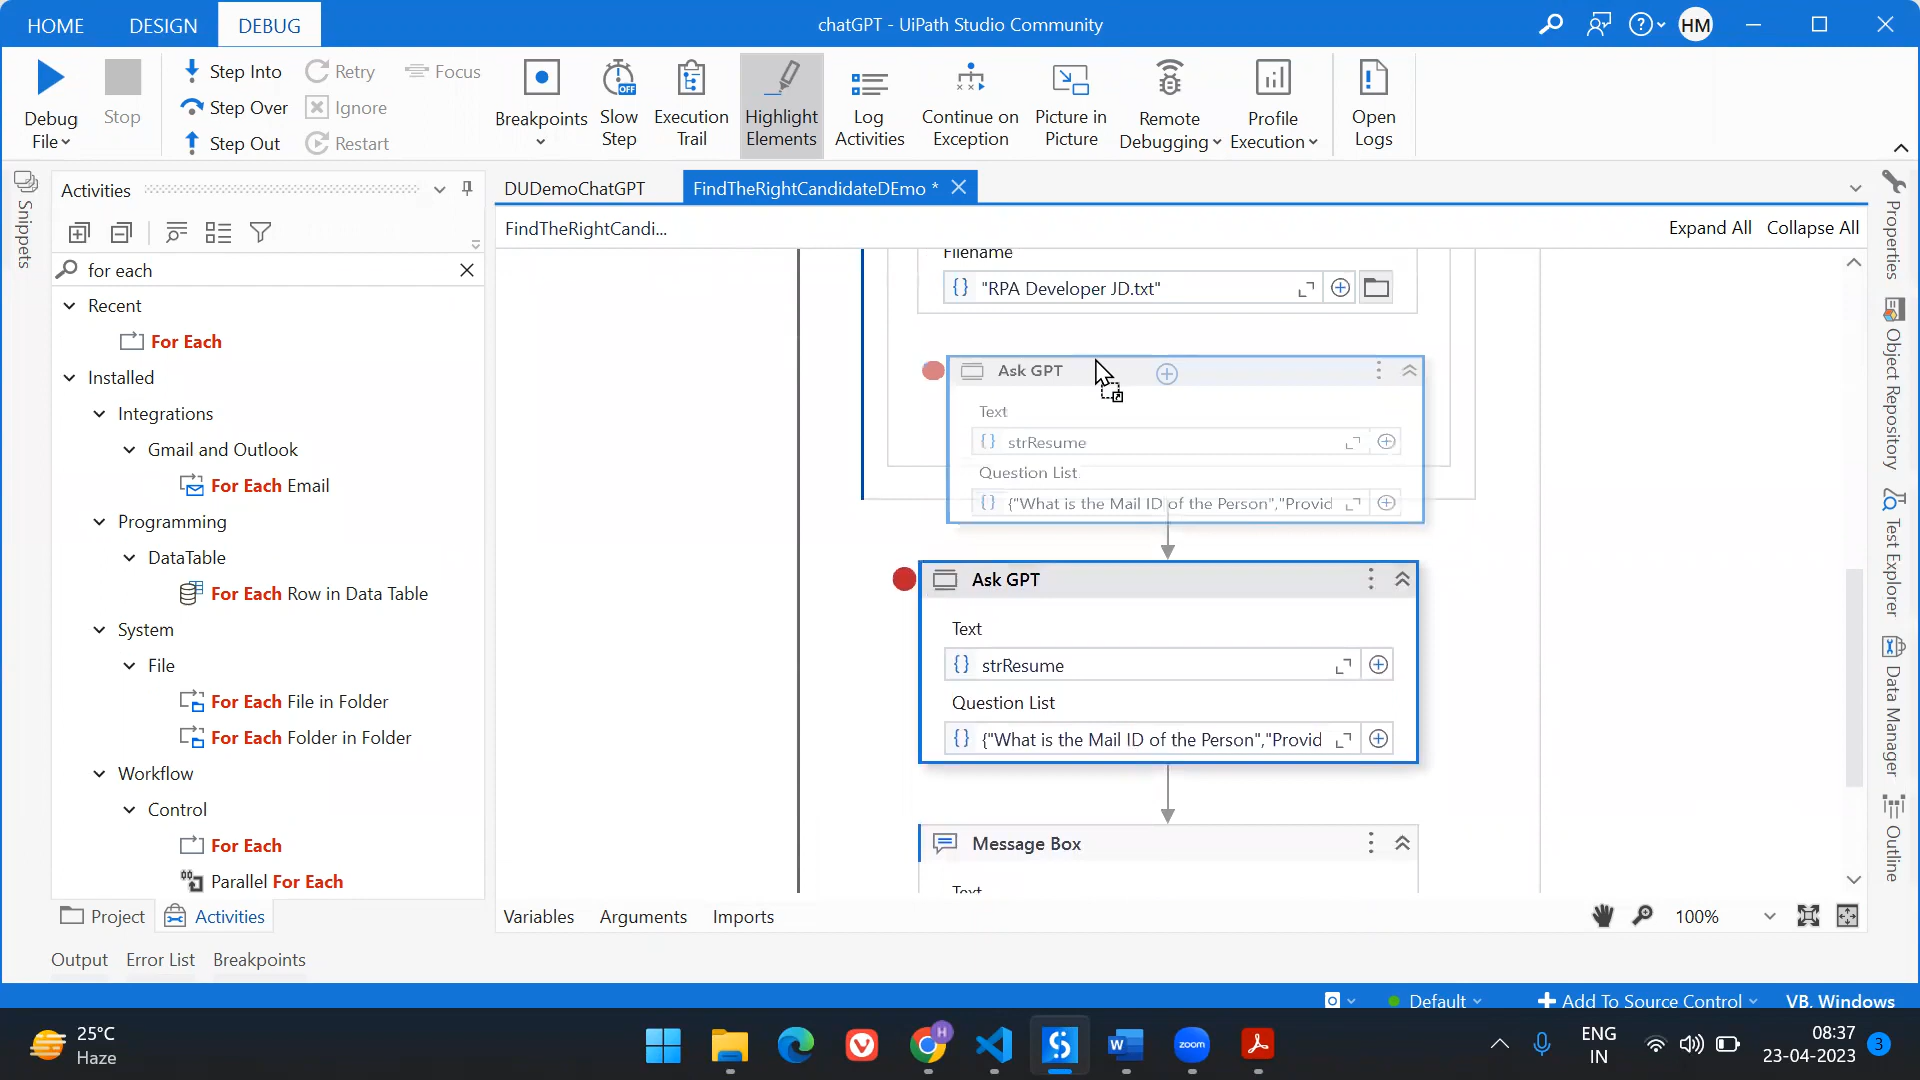 HOME DESIGN DEBUG chatGPT - UiPath Studio Community HM
Debug File
Stop
Step Into
Step Over
Step Out
Retry
Ignore
Restart
Focus
Breakpoints
Slow Step
OFF
Execution Trail
Highlight Elements
Log Activities
Continue on Exception
Picture in Picture
Remote Debugging
Profile Execution
Open Logs
Snippets
Activities
for each
Recent
For Each
Installed
Integrations
Gmail and Outlook
For Each Email
Programming
DataTable
For Each Row in Data Table
System
File
For Each File in Folder
For Each Folder in Folder
Workflow
Control
For Each
Parallel For Each
Project Activities
Output Error List Breakpoints
DUDemoChatGPT FindTheRightCandidateDEmo *
FindTheRightCandi... Expand All Collapse All
Filename
"RPA Developer JD.txt"
Ask GPT
Text
strResume
Question List
{"What is the Mail ID of the Person","Provid
Ask GPT
Text
strResume
Question List
{"What is the Mail ID of the Person","Provid
Message Box
Text
Variables Arguments Imports 100%
Properties
Object Repository
Test Explorer
Data Manager
Outline
Default Add To Source Control VB, Windows
25°C
Haze
H
zoom
ENG
IN
08:37
23-04-2023
3